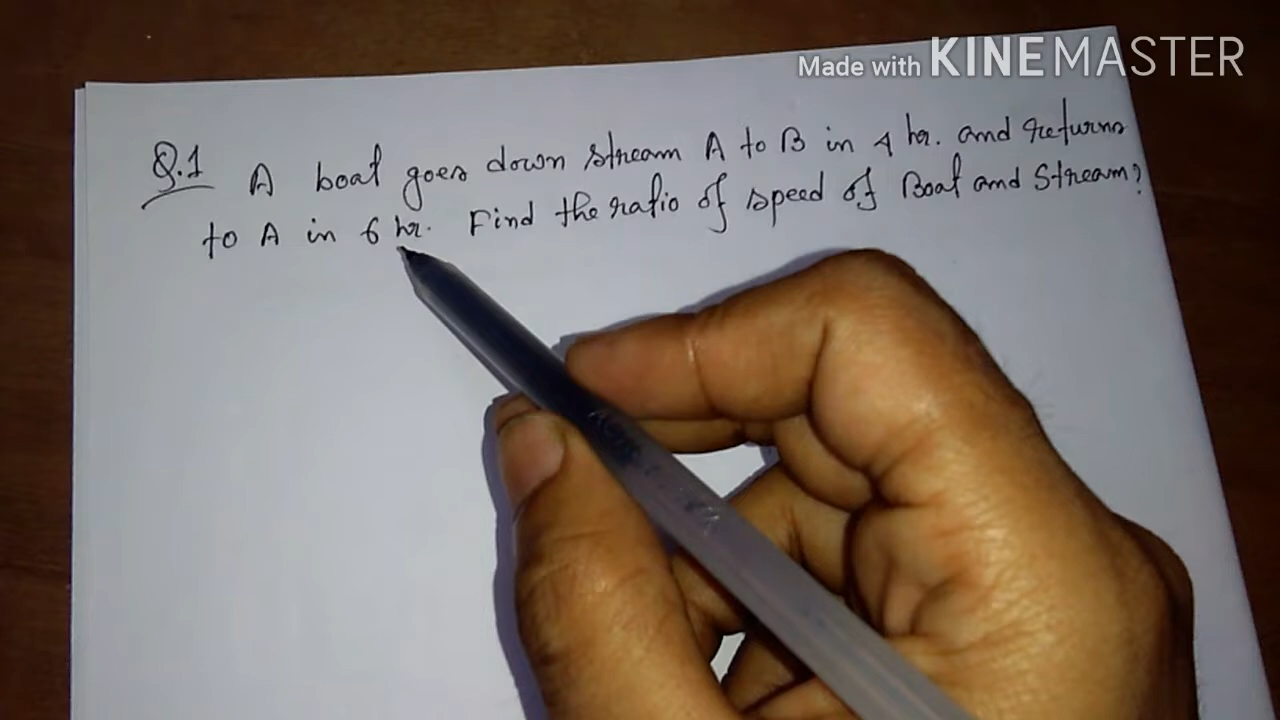 Made with KINEMASTER
Q.1 A boat goes down stream A to B in 4 hr. and returns
to A in 6 hr. Find the ratio of speed of Boat and Stream?